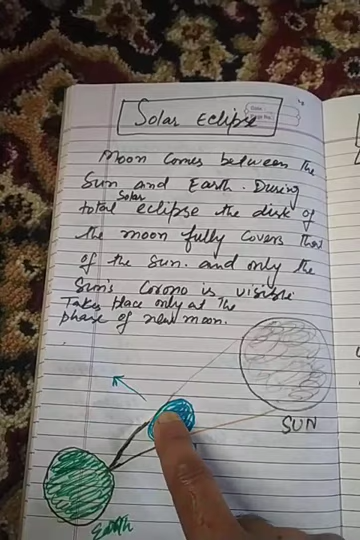 Solar Eclipse
Moon comes between the
Sun and Earth. During
total solar eclipse the disk of
the moon fully covers that
of the Sun. and only the
Sun's Corono is visible
Takes place only at the
phase of new moon.
SUN
Earth